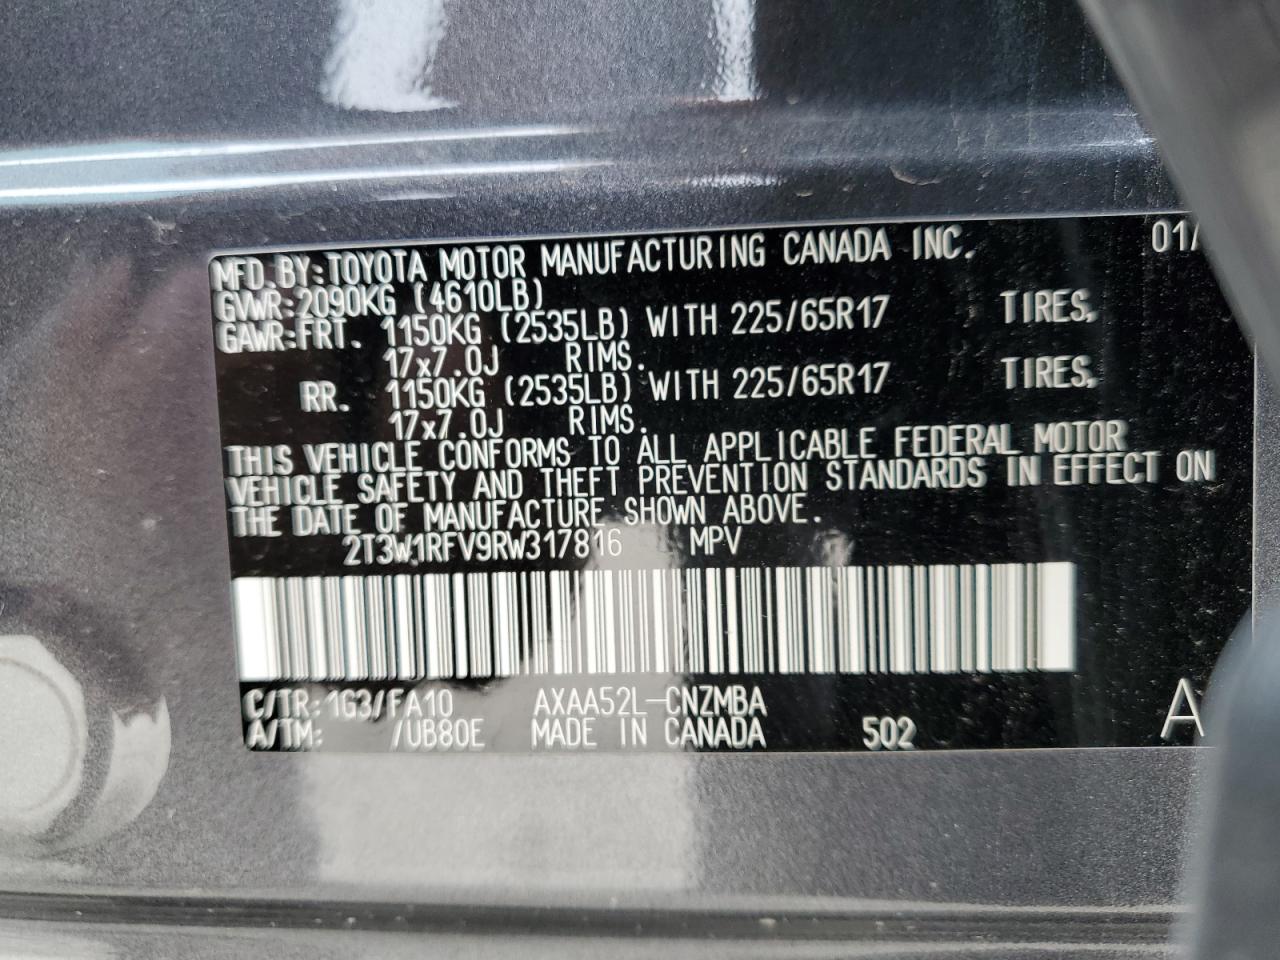 MFD.BY:TOYOTA MOTOR MANUFACTURING CANADA INC. 01/
GVWR:2090KG (4610LB)
GAWR:FRT. 1150KG (2535LB) WITH 225/65R17 TIRES,
17x7.0J RIMS.
RR. 1150KG (2535LB) WITH 225/65R17 TIRES,
17x7.0J RIMS.
THIS VEHICLE CONFORMS TO ALL APPLICABLE FEDERAL MOTOR
VEHICLE SAFETY AND THEFT PREVENTION STANDARDS IN EFFECT ON
THE DATE OF MANUFACTURE SHOWN ABOVE.
2T3W1RFV9RW317816 MPV
C/TR:1G3/FA10 AXAA52L-CNZMBA
A/TM: /UB80E MADE IN CANADA 502 A